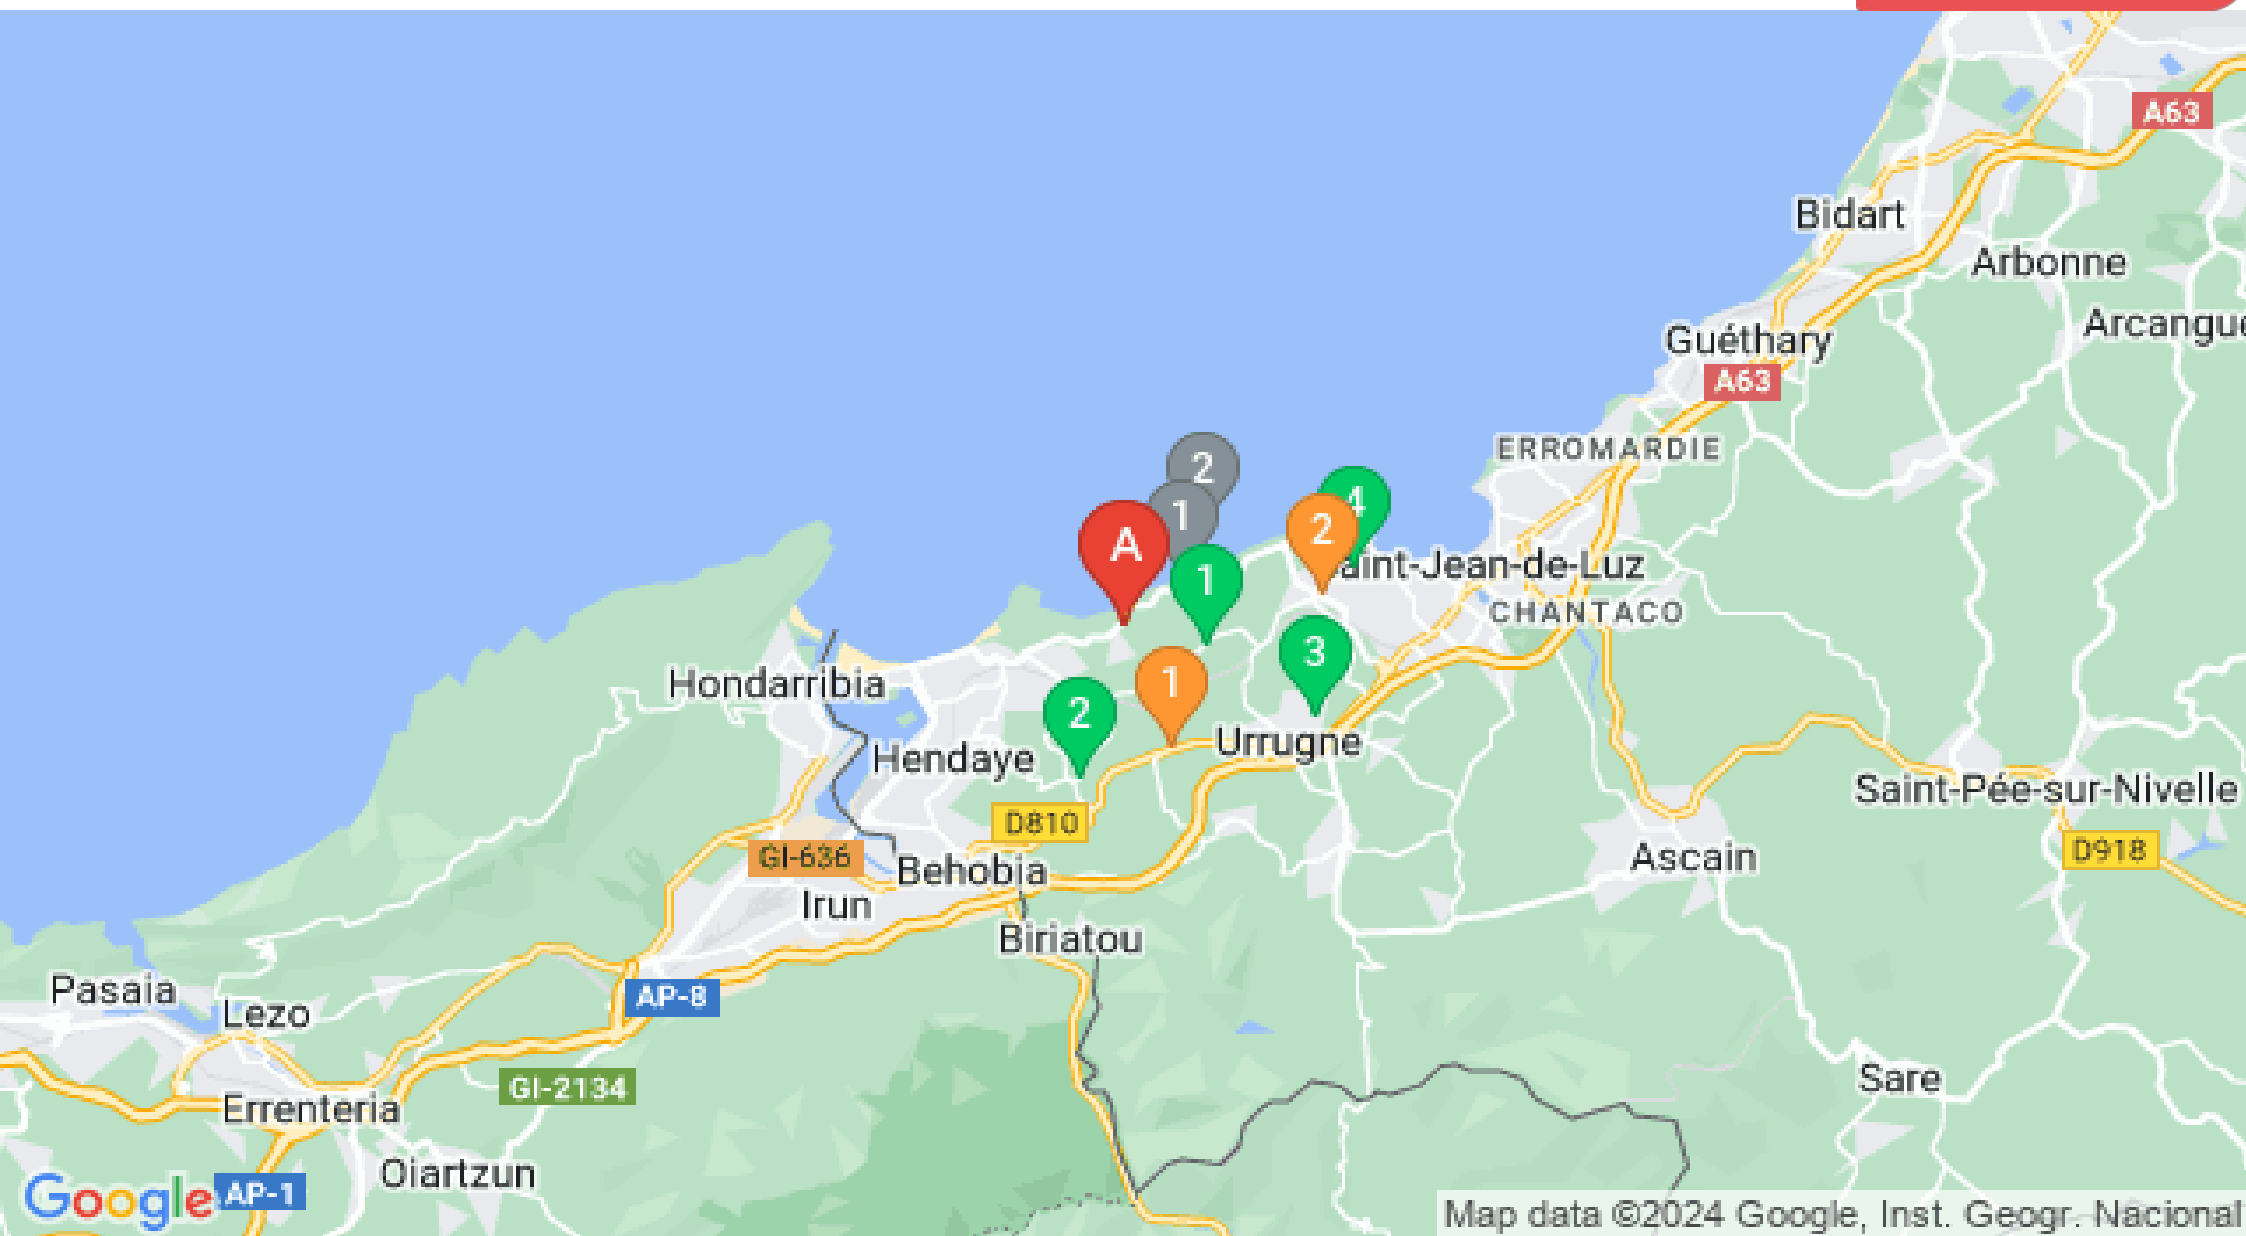 A63
Bidart
Arbonne
Arcangue
Guéthary
A63
ERROMARDIE
2
4
1
2
A
1
Saint-Jean-de-Luz
CHANTACO
3
1
Hondarribia
2
Urrugne
Hendaye
Saint-Pée-sur-Nivelle
D810
GI-636
D918
Ascain
Behobia
Irun
Biriatou
Pasaia
AP-8
Lezo
Sare
GI-2134
Errenteria
Oiartzun
Google
AP-1
Map data ©2024 Google, Inst. Geogr. Nacional